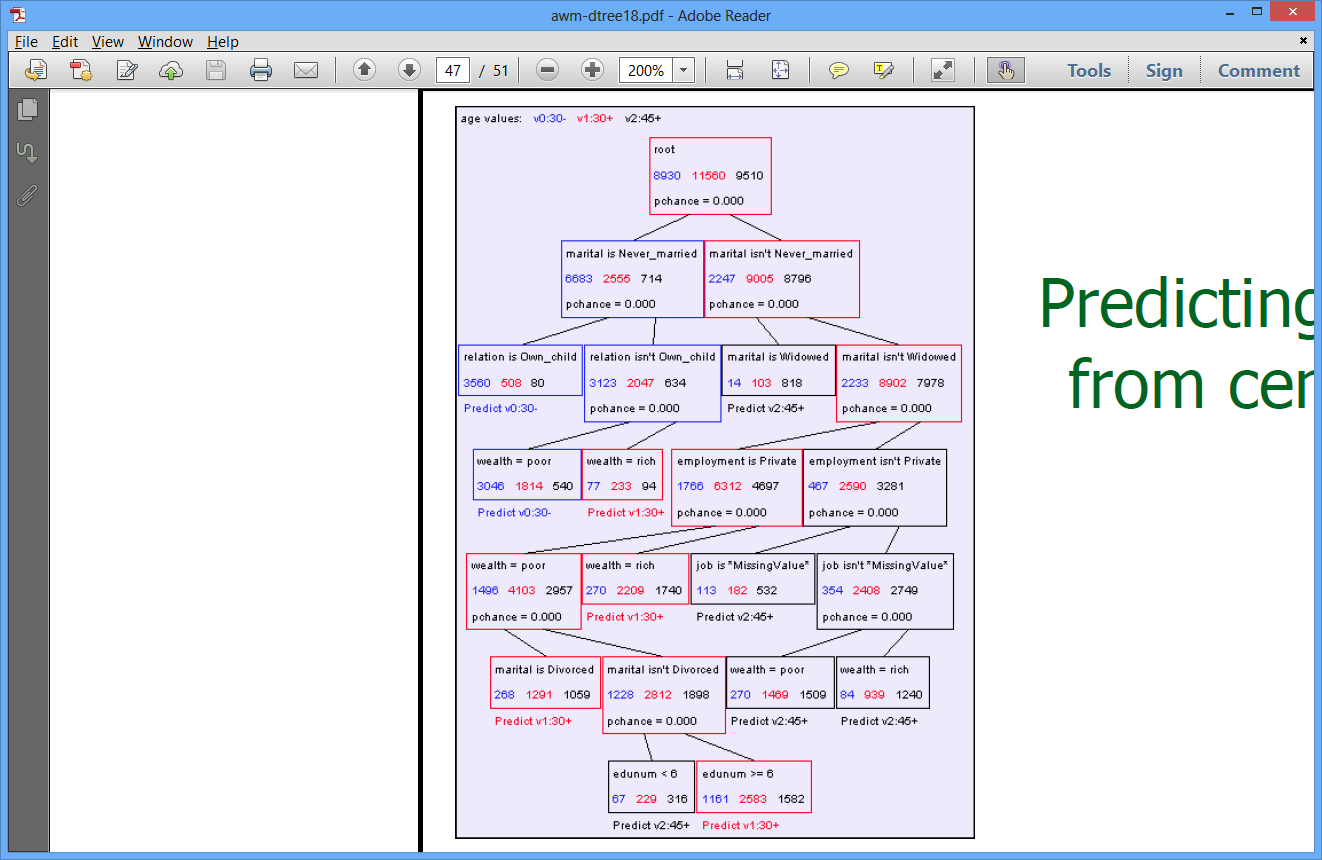 awm-dtree18.pdf - Adobe Reader
File Edit View Window Help
47 / 51 200% Tools Sign Comment
age values: v0:30- v1:30+ v2:45+
root
8930 11560 9510
pchance = 0.000
marital is Never_married
6683 2555 714
pchance = 0.000
marital isn't Never_married
2247 9005 8796
pchance = 0.000
relation is Own_child
3560 508 80
Predict v0:30-
relation isn't Own_child
3123 2047 634
pchance = 0.000
marital is Widowed
14 103 818
Predict v2:45+
marital isn't Widowed
2233 8902 7978
pchance = 0.000
wealth = poor
3046 1814 540
Predict v0:30-
wealth = rich
77 233 94
Predict v1:30+
employment is Private
1766 6312 4697
pchance = 0.000
employment isn't Private
467 2590 3281
pchance = 0.000
wealth = poor
1496 4103 2957
pchance = 0.000
wealth = rich
270 2209 1740
Predict v1:30+
job is *MissingValue*
113 182 532
Predict v2:45+
job isn't *MissingValue*
354 2408 2749
pchance = 0.000
marital is Divorced
268 1291 1059
Predict v1:30+
marital isn't Divorced
1228 2812 1898
pchance = 0.000
wealth = poor
270 1469 1509
Predict v2:45+
wealth = rich
84 939 1240
Predict v2:45+
edunum < 6
67 229 316
Predict v2:45+
edunum >= 6
1161 2583 1582
Predict v1:30+
Predicting
from cen